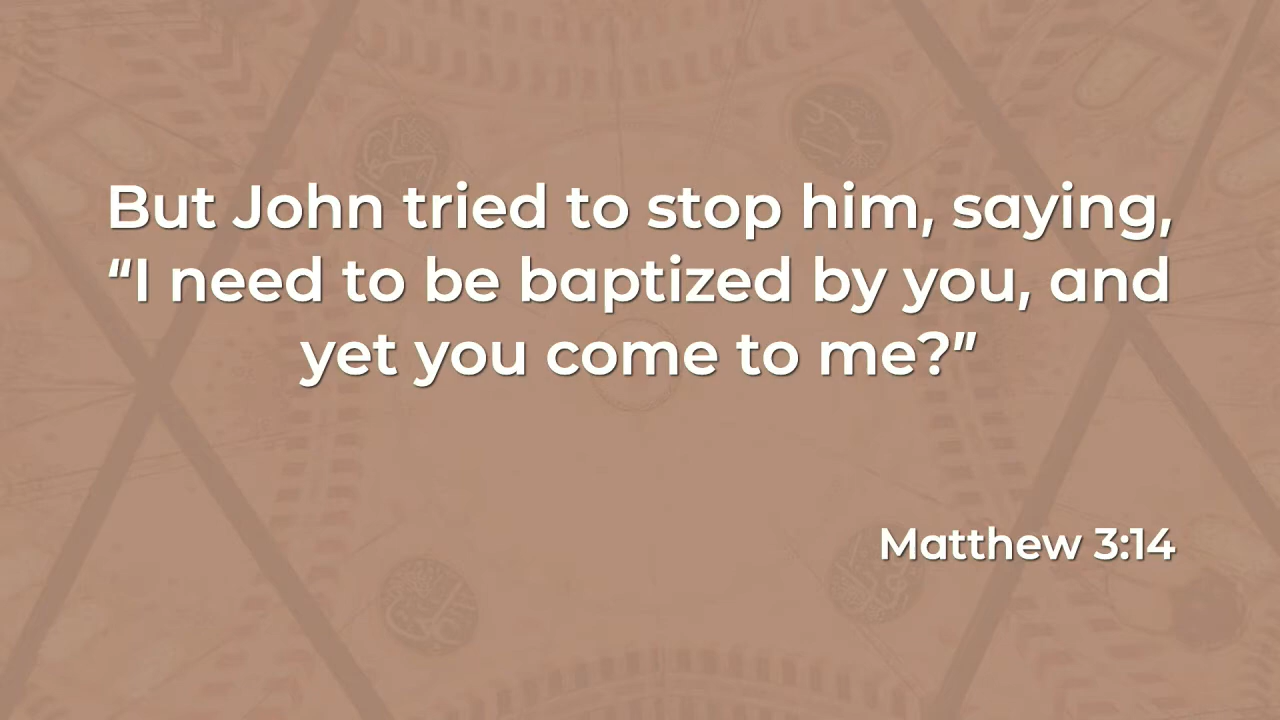 But John tried to stop him, saying,
“I need to be baptized by you, and
yet you come to me?”
Matthew 3:14